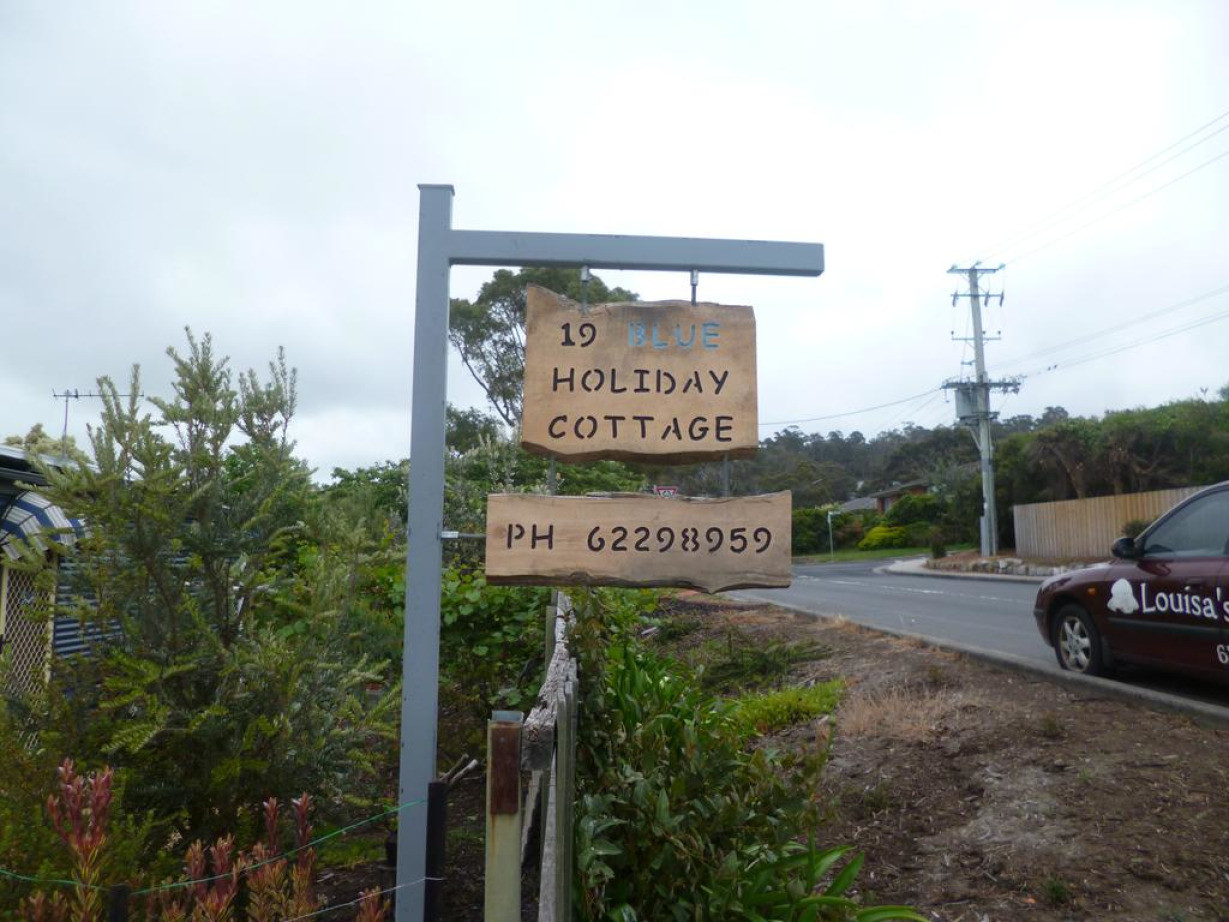 19 BLUE
HOLIDAY
COTTAGE
PH 62298959
Louisa's